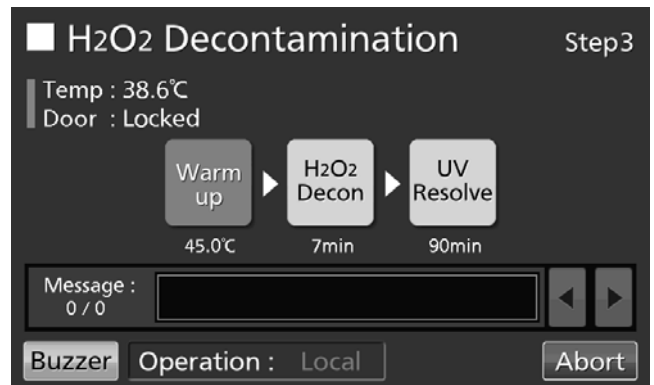 H2O2 Decontamination Step3
Temp : 38.6℃
Door : Locked
Warm up
H2O2 Decon
UV Resolve
45.0℃ 7min 90min
Message :
0 / 0
Buzzer Operation : Local Abort